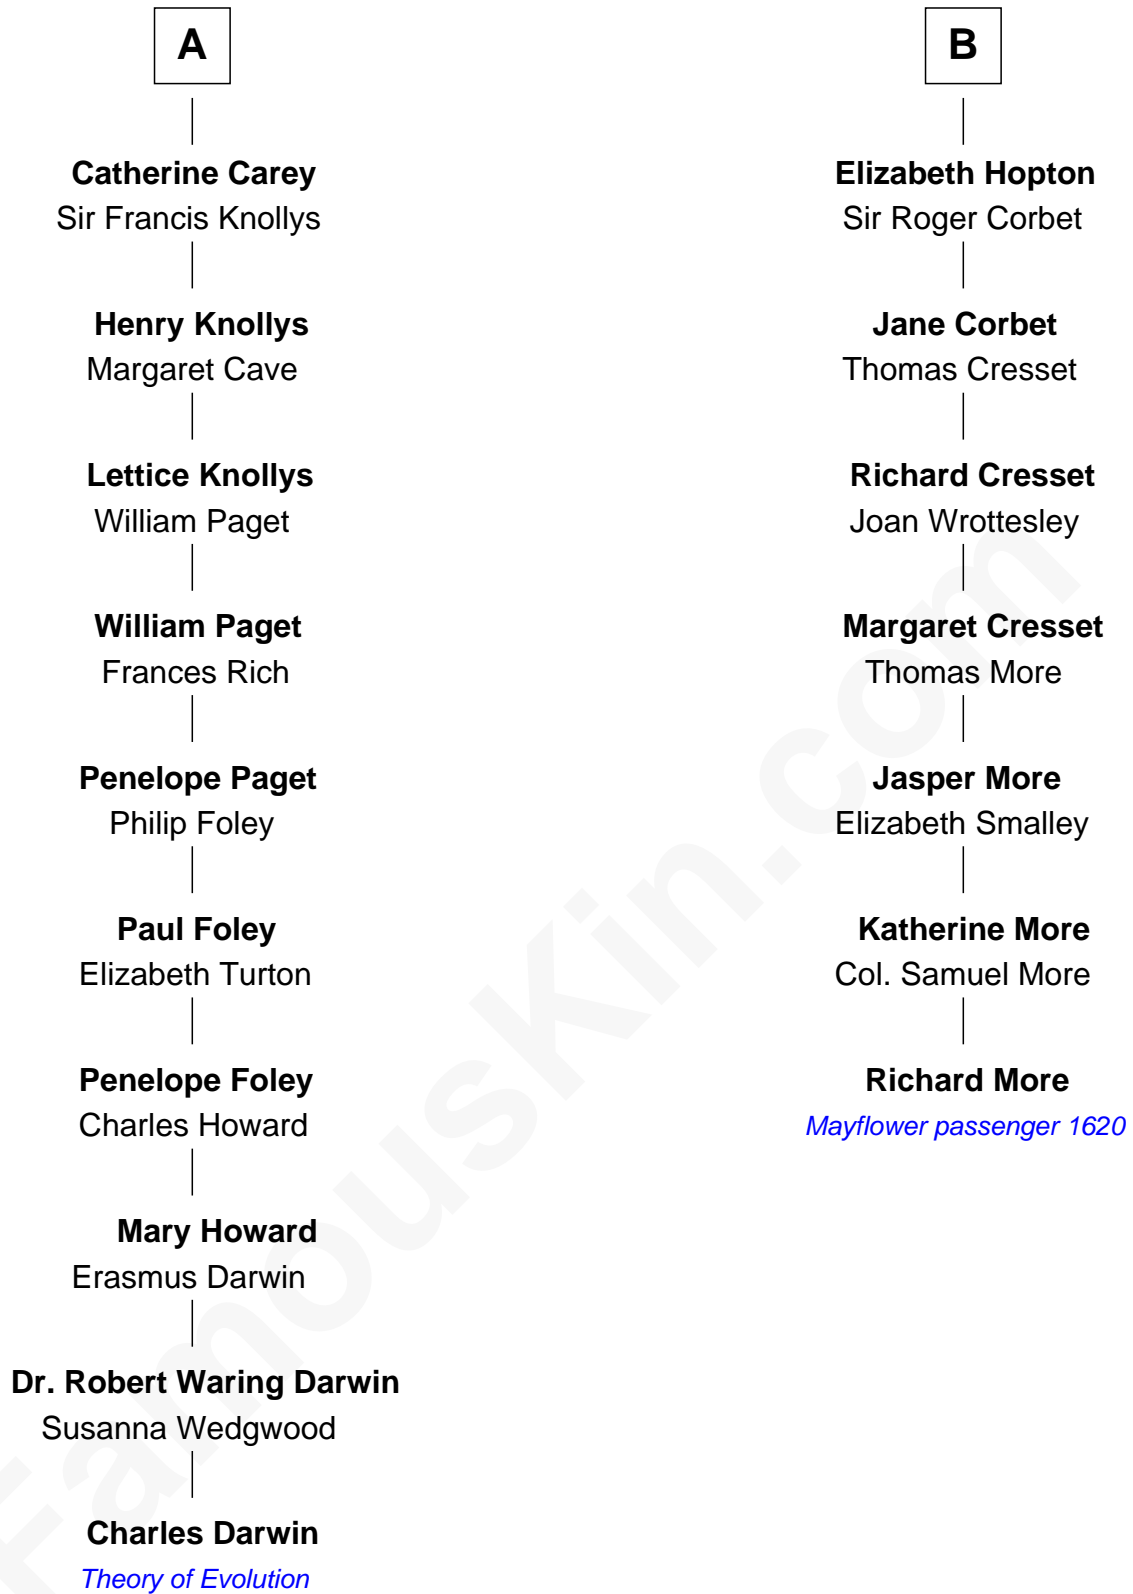 A
Catherine Carey
Sir Francis Knollys
Henry Knollys
Margaret Cave
Lettice Knollys
William Paget
William Paget
Frances Rich
Penelope Paget
Philip Foley
Paul Foley
Elizabeth Turton
Penelope Foley
Charles Howard
Mary Howard
Erasmus Darwin
Dr. Robert Waring Darwin
Susanna Wedgwood
Charles Darwin
Theory of Evolution
B
Elizabeth Hopton
Sir Roger Corbet
Jane Corbet
Thomas Cresset
Richard Cresset
Joan Wrottesley
Margaret Cresset
Thomas More
Jasper More
Elizabeth Smalley
Katherine More
Col. Samuel More
Richard More
Mayflower passenger 1620
FamousKin.com